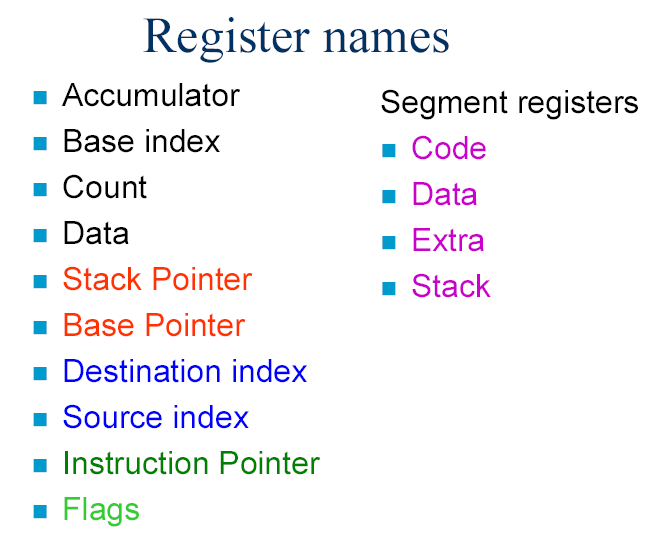 Register names
Accumulator
Base index
Count
Data
Stack Pointer
Base Pointer
Destination index
Source index
Instruction Pointer
Flags
Segment registers
Code
Data
Extra
Stack